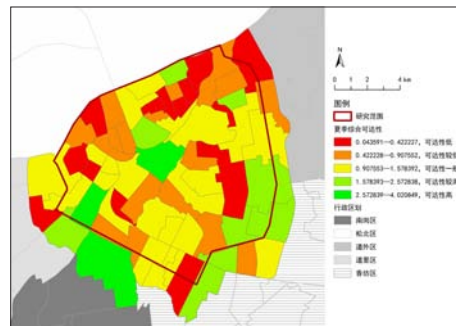 N
0 2 4 km
图例
研究范围
夏季综合可达性
0.043591—0.422227，可达性低
0.422228—0.907552，可达性较低
0.907553—1.578392，可达性一般
1.578393—2.572838，可达性较高
2.572839—4.020849，可达性高
行政区划
南岗区
松北区
道外区
道里区
香坊区